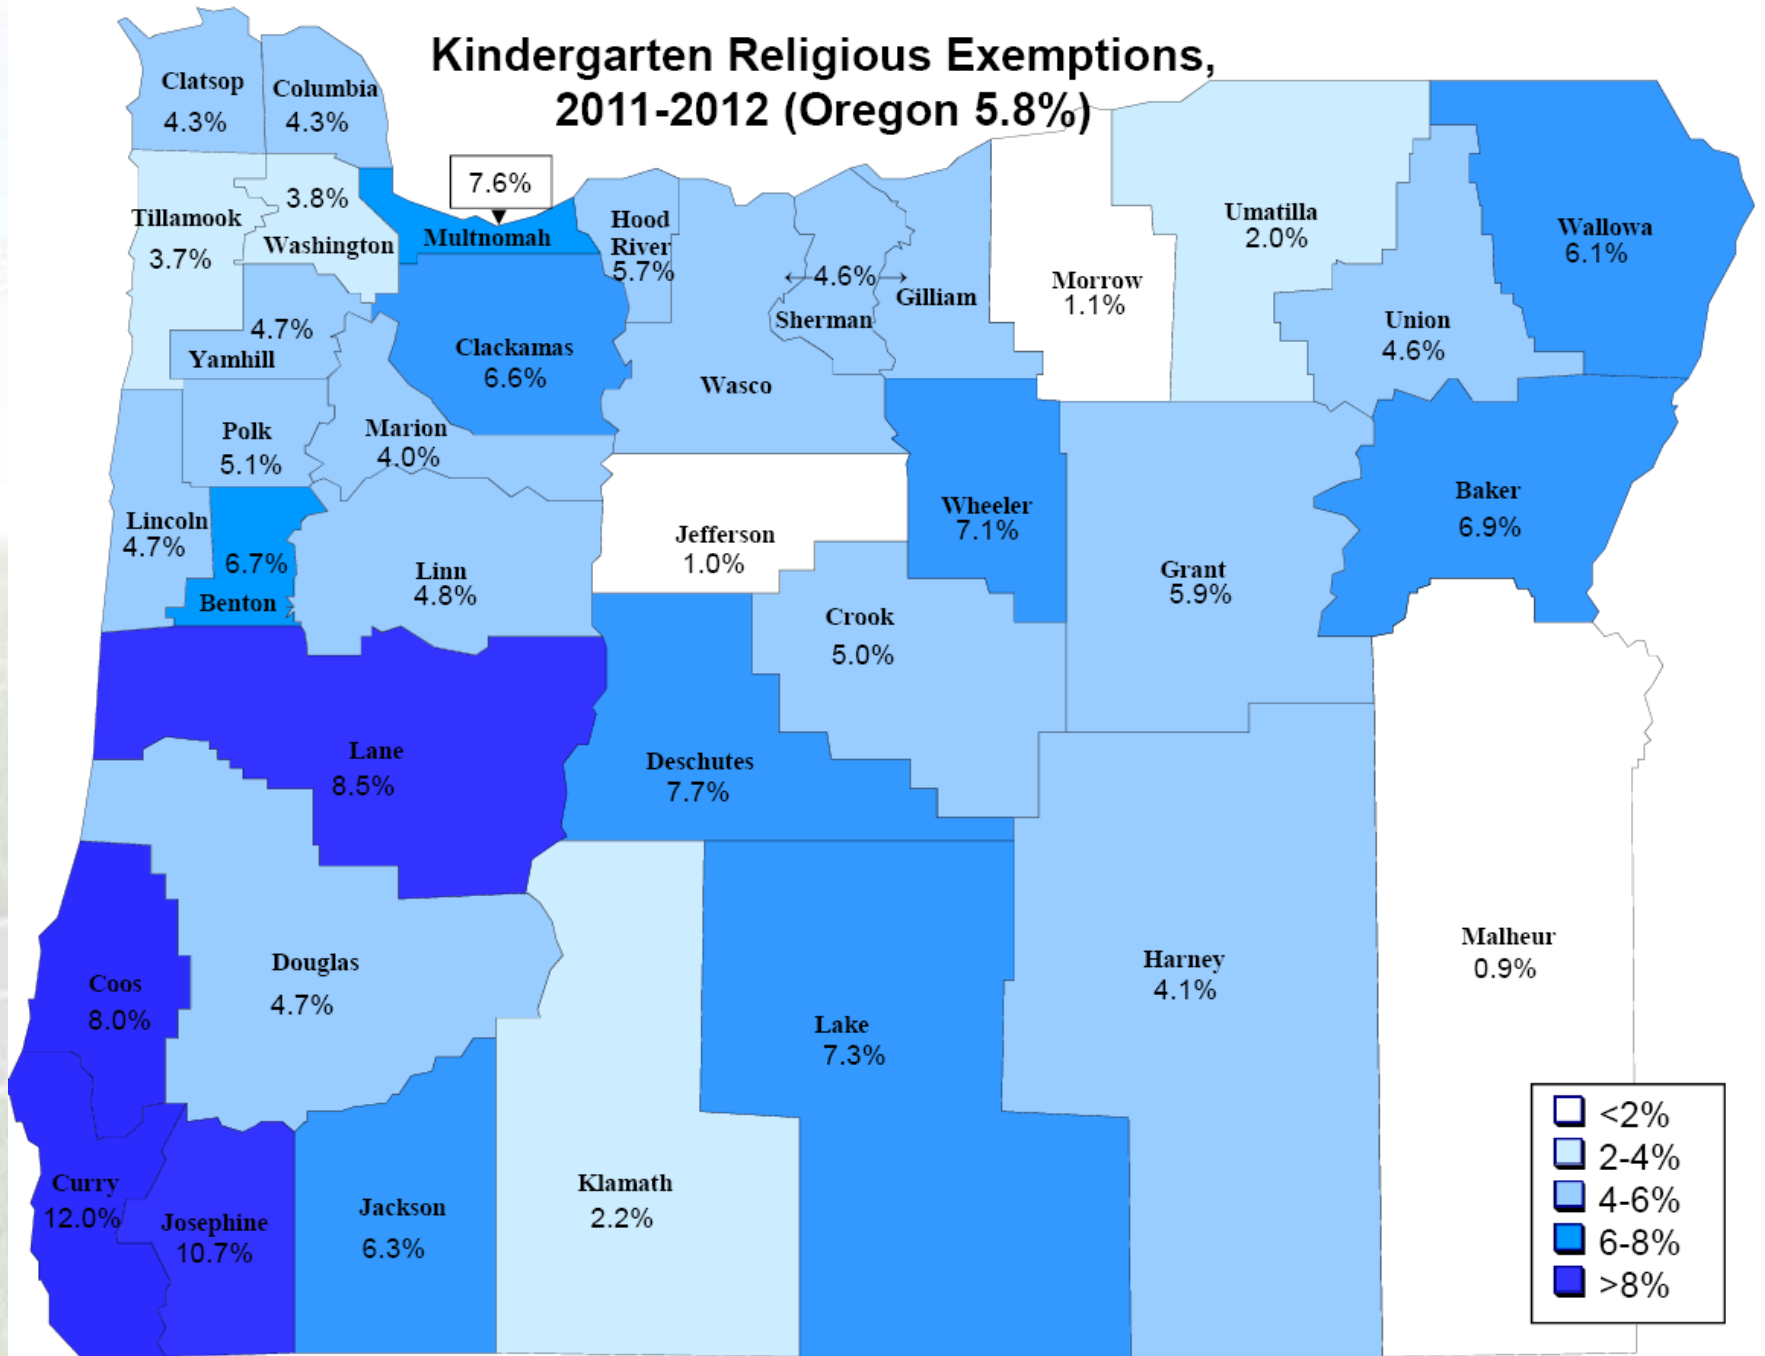 Kindergarten Religious Exemptions,
2011-2012 (Oregon 5.8%)
Clatsop
4.3%
Columbia
4.3%
7.6%
Multnomah
Tillamook
3.7%
3.8%
Washington
Hood
River
5.7%
4.6%
Sherman
Gilliam
Morrow
1.1%
Umatilla
2.0%
Wallowa
6.1%
Union
4.6%
4.7%
Yamhill
Clackamas
6.6%
Wasco
Polk
5.1%
Marion
4.0%
Lincoln
4.7%
6.7%
Benton
Linn
4.8%
Jefferson
1.0%
Wheeler
7.1%
Grant
5.9%
Baker
6.9%
Crook
5.0%
Lane
8.5%
Deschutes
7.7%
Coos
8.0%
Douglas
4.7%
Lake
7.3%
Harney
4.1%
Malheur
0.9%
Curry
12.0%
Josephine
10.7%
Jackson
6.3%
Klamath
2.2%
<2%
2-4%
4-6%
6-8%
>8%